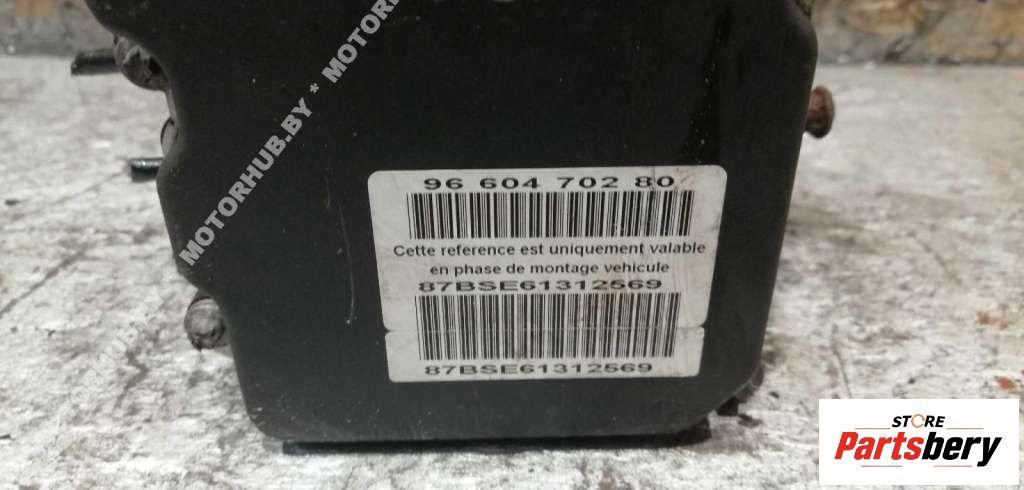 MOTORHUB.BY * MOTOR
96 604 702 80
Cette reference est uniquement valable
en phase de montage vehicule
87BSE61312569
87BSE61312569
STORE
Partsbery